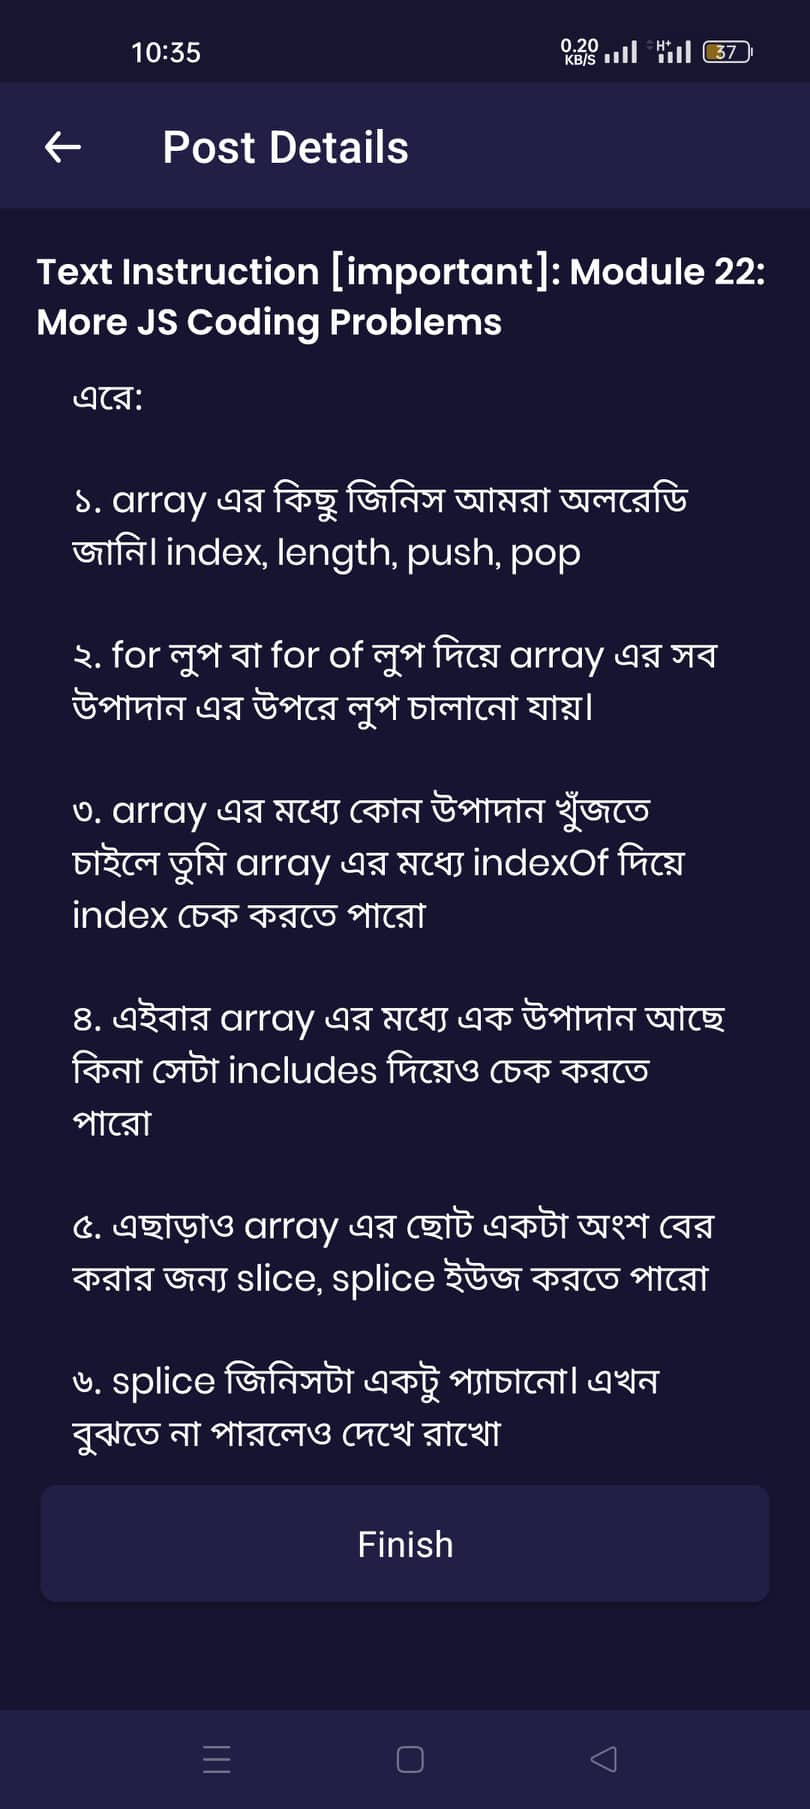 10:35
0.20 KB/S H+ 37
Post Details
Text Instruction [important]: Module 22:
More JS Coding Problems
এরে:
১. array এর কিছু জিনিস আমরা অলরেডি
জানি। index, length, push, pop
২. for লুপ বা for of লুপ দিয়ে array এর সব
উপাদান এর উপরে লুপ চালানো যায়।
৩. array এর মধ্যে কোন উপাদান খুঁজতে
চাইলে তুমি array এর মধ্যে indexOf দিয়ে
index চেক করতে পারো
৪. এইবার array এর মধ্যে এক উপাদান আছে
কিনা সেটা includes দিয়েও চেক করতে
পারো
৫. এছাড়াও array এর ছোট একটা অংশ বের
করার জন্য slice, splice ইউজ করতে পারো
৬. splice জিনিসটা একটু প্যাচানো। এখন
বুঝতে না পারলেও দেখে রাখো
Finish